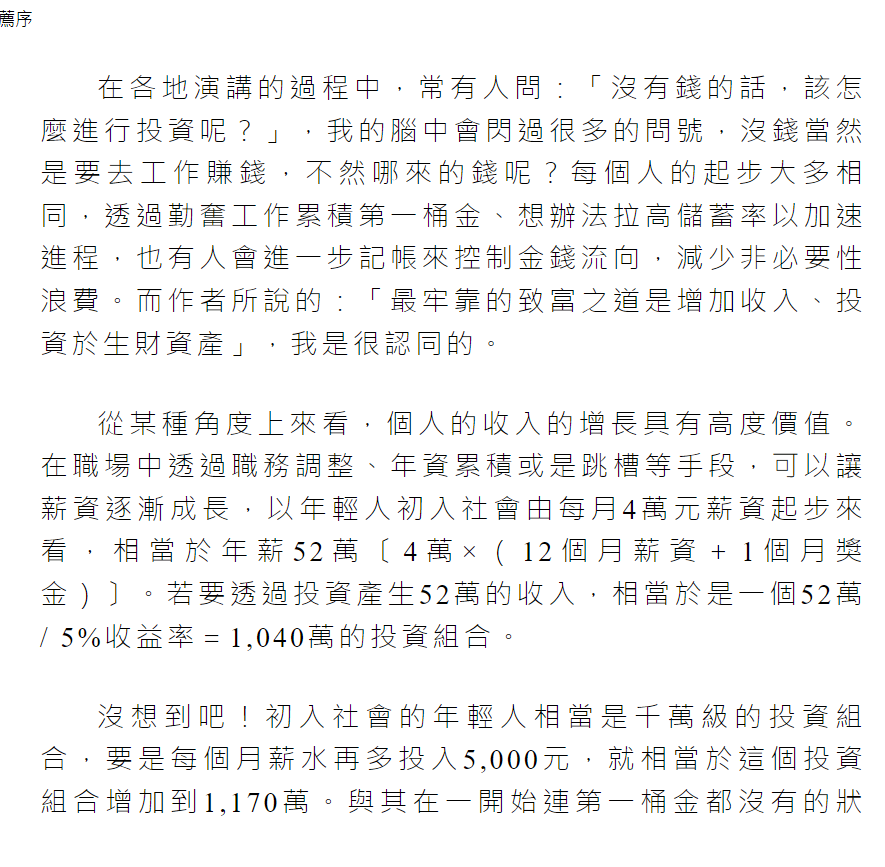 薦序
在各地演講的過程中，常有人問：「沒有錢的話，該怎
麼進行投資呢？」，我的腦中會閃過很多的問號，沒錢當然
是要去工作賺錢，不然哪來的錢呢？每個人的起步大多相
同，透過勤奮工作累積第一桶金、想辦法拉高儲蓄率以加速
進程，也有人會進一步記帳來控制金錢流向，減少非必要性
浪費。而作者所說的：「最牢靠的致富之道是增加收入、投
資於生財資產」，我是很認同的。
從某種角度上來看，個人的收入的增長具有高度價值。
在職場中透過職務調整、年資累積或是跳槽等手段，可以讓
薪資逐漸成長，以年輕人初入社會由每月4萬元薪資起步來
看，相當於年薪52萬〔4萬×（12個月薪資+1個月獎
金）〕。若要透過投資產生52萬的收入，相當於是一個52萬
/ 5%收益率 = 1,040萬的投資組合。
沒想到吧！初入社會的年輕人相當是千萬級的投資組
合，要是每個月薪水再多投入5,000元，就相當於這個投資
組合增加到1,170萬。與其在一開始連第一桶金都沒有的狀